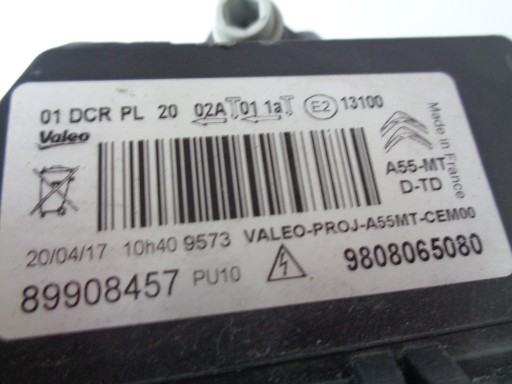 01 DCR PL 20 02A 01 1a E2 13100
Valeo
Made in France
A55-MT
D-TD
20/04/17 10h40 9573 VALEO-PROJ-A55MT-CEM00
89908457 PU10 9808065080